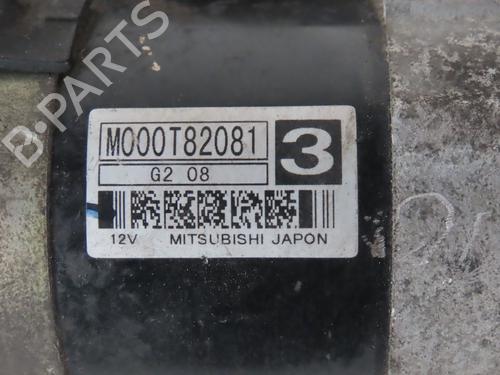 M000T82081
3
G2 08
12V MITSUBISHI JAPON
B-PARTS